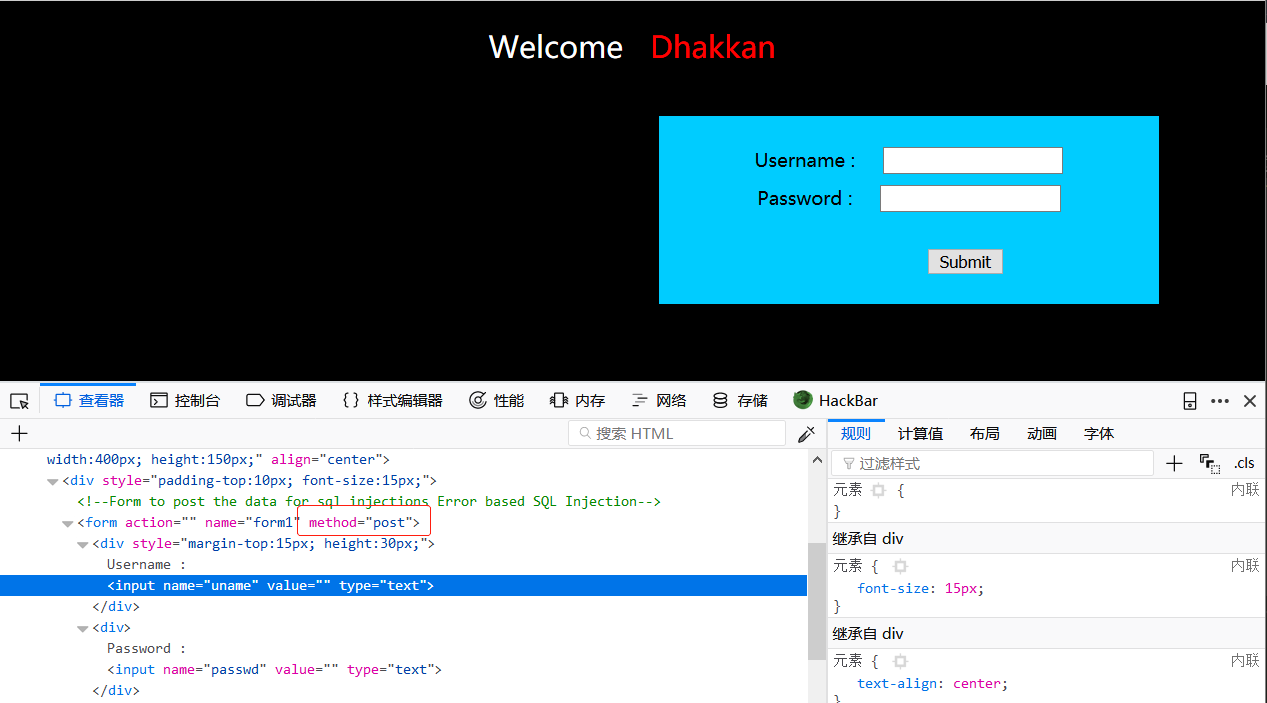 Welcome Dhakkan
Username :
Password :
Submit
查看器 控制台 调试器 {} 样式编辑器 性能 内存 网络 存储 HackBar
+ 搜索 HTML
width:400px; height:150px;" align="center">
<div style="padding-top:10px; font-size:15px;">
<!--Form to post the data for sql injections Error based SQL Injection-->
<form action="" name="form1" method="post">
<div style="margin-top:15px; height:30px;">
Username :
<input name="uname" value="" type="text">
</div>
<div>
Password :
<input name="passwd" value="" type="text">
</div>
规则 计算值 布局 动画 字体
过滤样式 + .cls
元素 { 内联
}
继承自 div
元素 { 内联
font-size: 15px;
}
继承自 div
元素 { 内联
text-align: center;
}